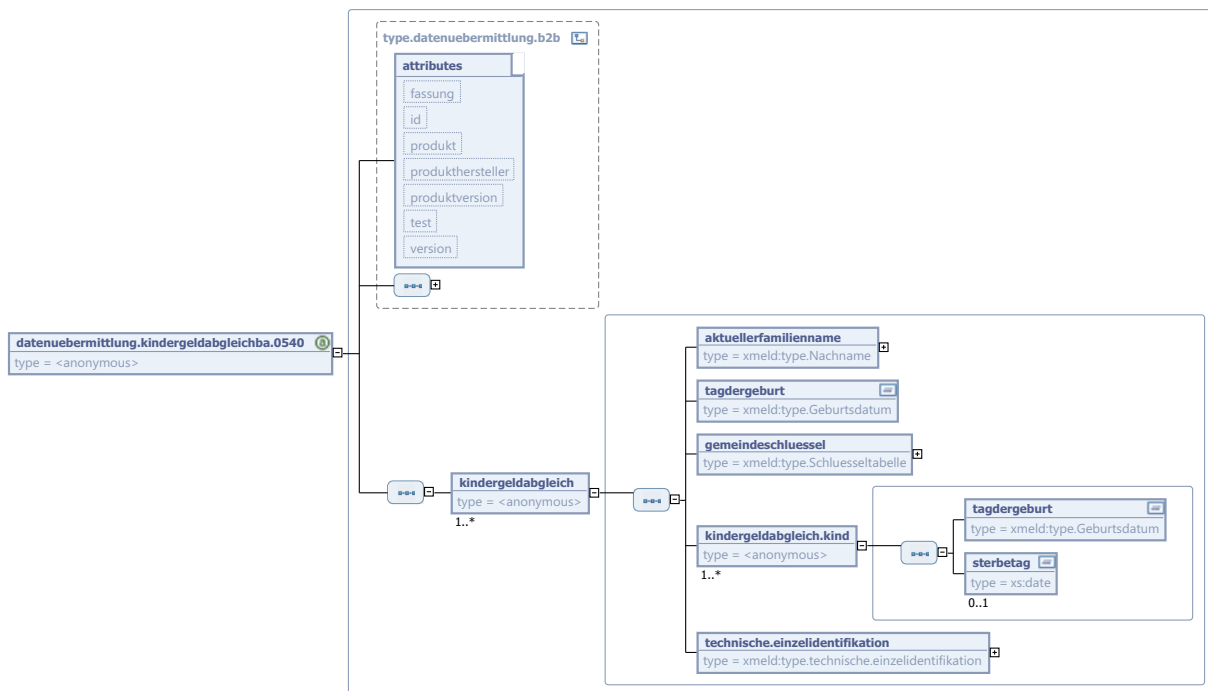 type.datenuebermittlung.b2b
attributes
fassung
id
produkt
produkthersteller
produktversion
test
version
datenuebermittlung.kindergeldabgleichba.0540
type = <anonymous>
kindergeldabgleich
type = <anonymous>
1..*
aktuellerfamilienname
type = xmeld:type.Nachname
tagdergeburt
type = xmeld:type.Geburtsdatum
gemeindeschluessel
type = xmeld:type.Schluesseltabelle
kindergeldabgleich.kind
type = <anonymous>
1..*
tagdergeburt
type = xmeld:type.Geburtsdatum
sterbetag
type = xs:date
0..1
technische.einzelidentifikation
type = xmeld:type.technische.einzelidentifikation